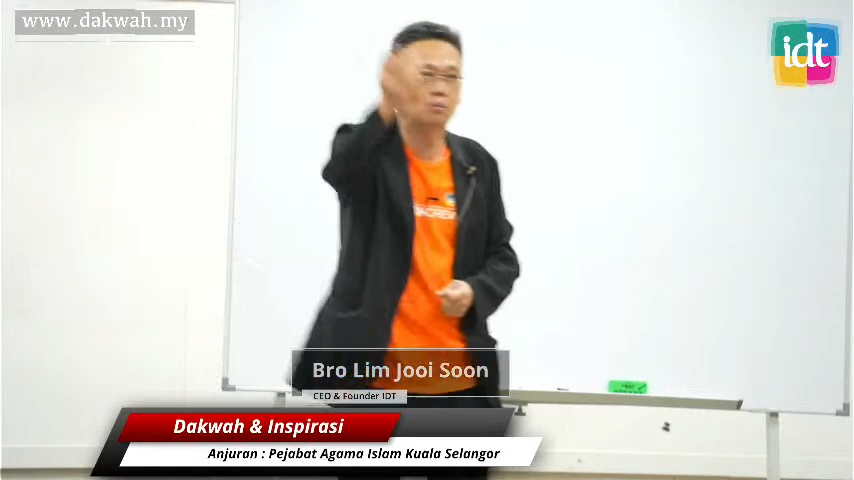 www.dakwah.my
idt
Bro Lim Jooi Soon
CEO & Founder IDT
Dakwah & Inspirasi
Anjuran : Pejabat Agama Islam Kuala Selangor